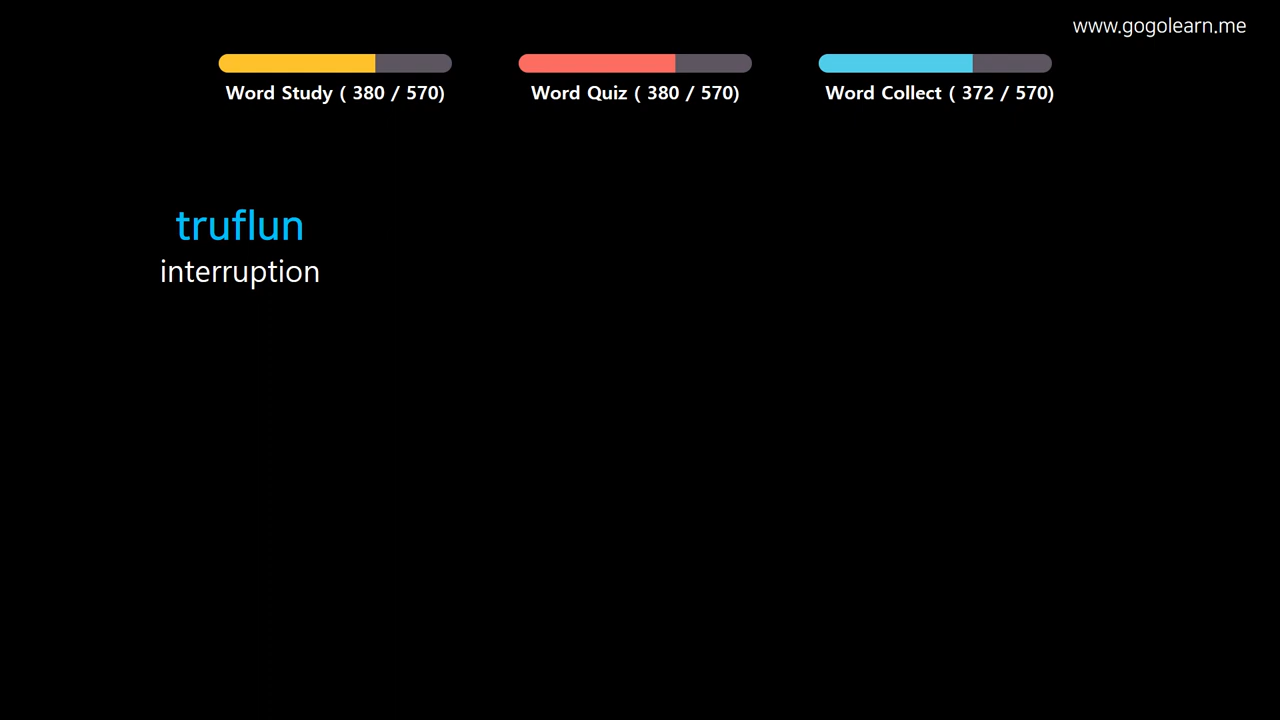 www.gogolearn.me
Word Study ( 380 / 570)
Word Quiz ( 380 / 570)
Word Collect ( 372 / 570)
truflun
interruption